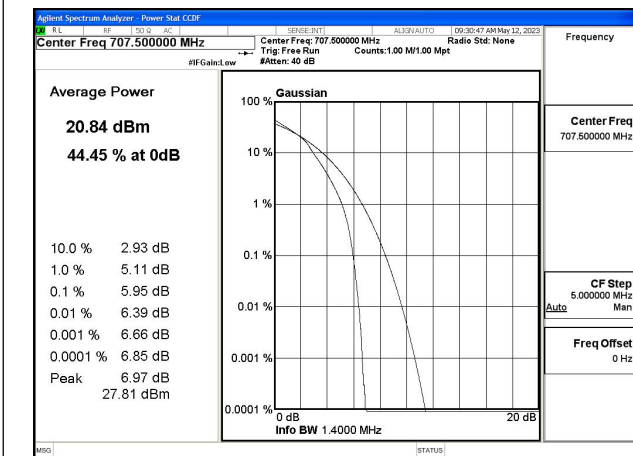 Agilent Spectrum Analyzer - Power Stat CCDF
LXI RL RF 50 Ω AC SENSE:INT ALIGN AUTO 09:30:40 AM May 12, 2023
Center Freq 707.500000 MHz
Center Freq: 707.500000 MHz Radio Std: None
Trig: Free Run Counts:1.00 M/1.00 Mpt
#IFGain:Low #Atten: 40 dB
Frequency
Average Power
20.84 dBm
44.45 % at 0dB
10.0 % 2.93 dB
1.0 % 5.11 dB
0.1 % 5.95 dB
0.01 % 6.39 dB
0.001 % 6.66 dB
0.0001 % 6.85 dB
Peak 6.97 dB
27.81 dBm
Gaussian
100 %
10 %
1 %
0.1 %
0.01 %
0.001 %
0.0001 %
0 dB 20 dB
Info BW 1.4000 MHz
Center Freq
707.500000 MHz
CF Step
5.000000 MHz
Auto Man
Freq Offset
0 Hz
MSG STATUS